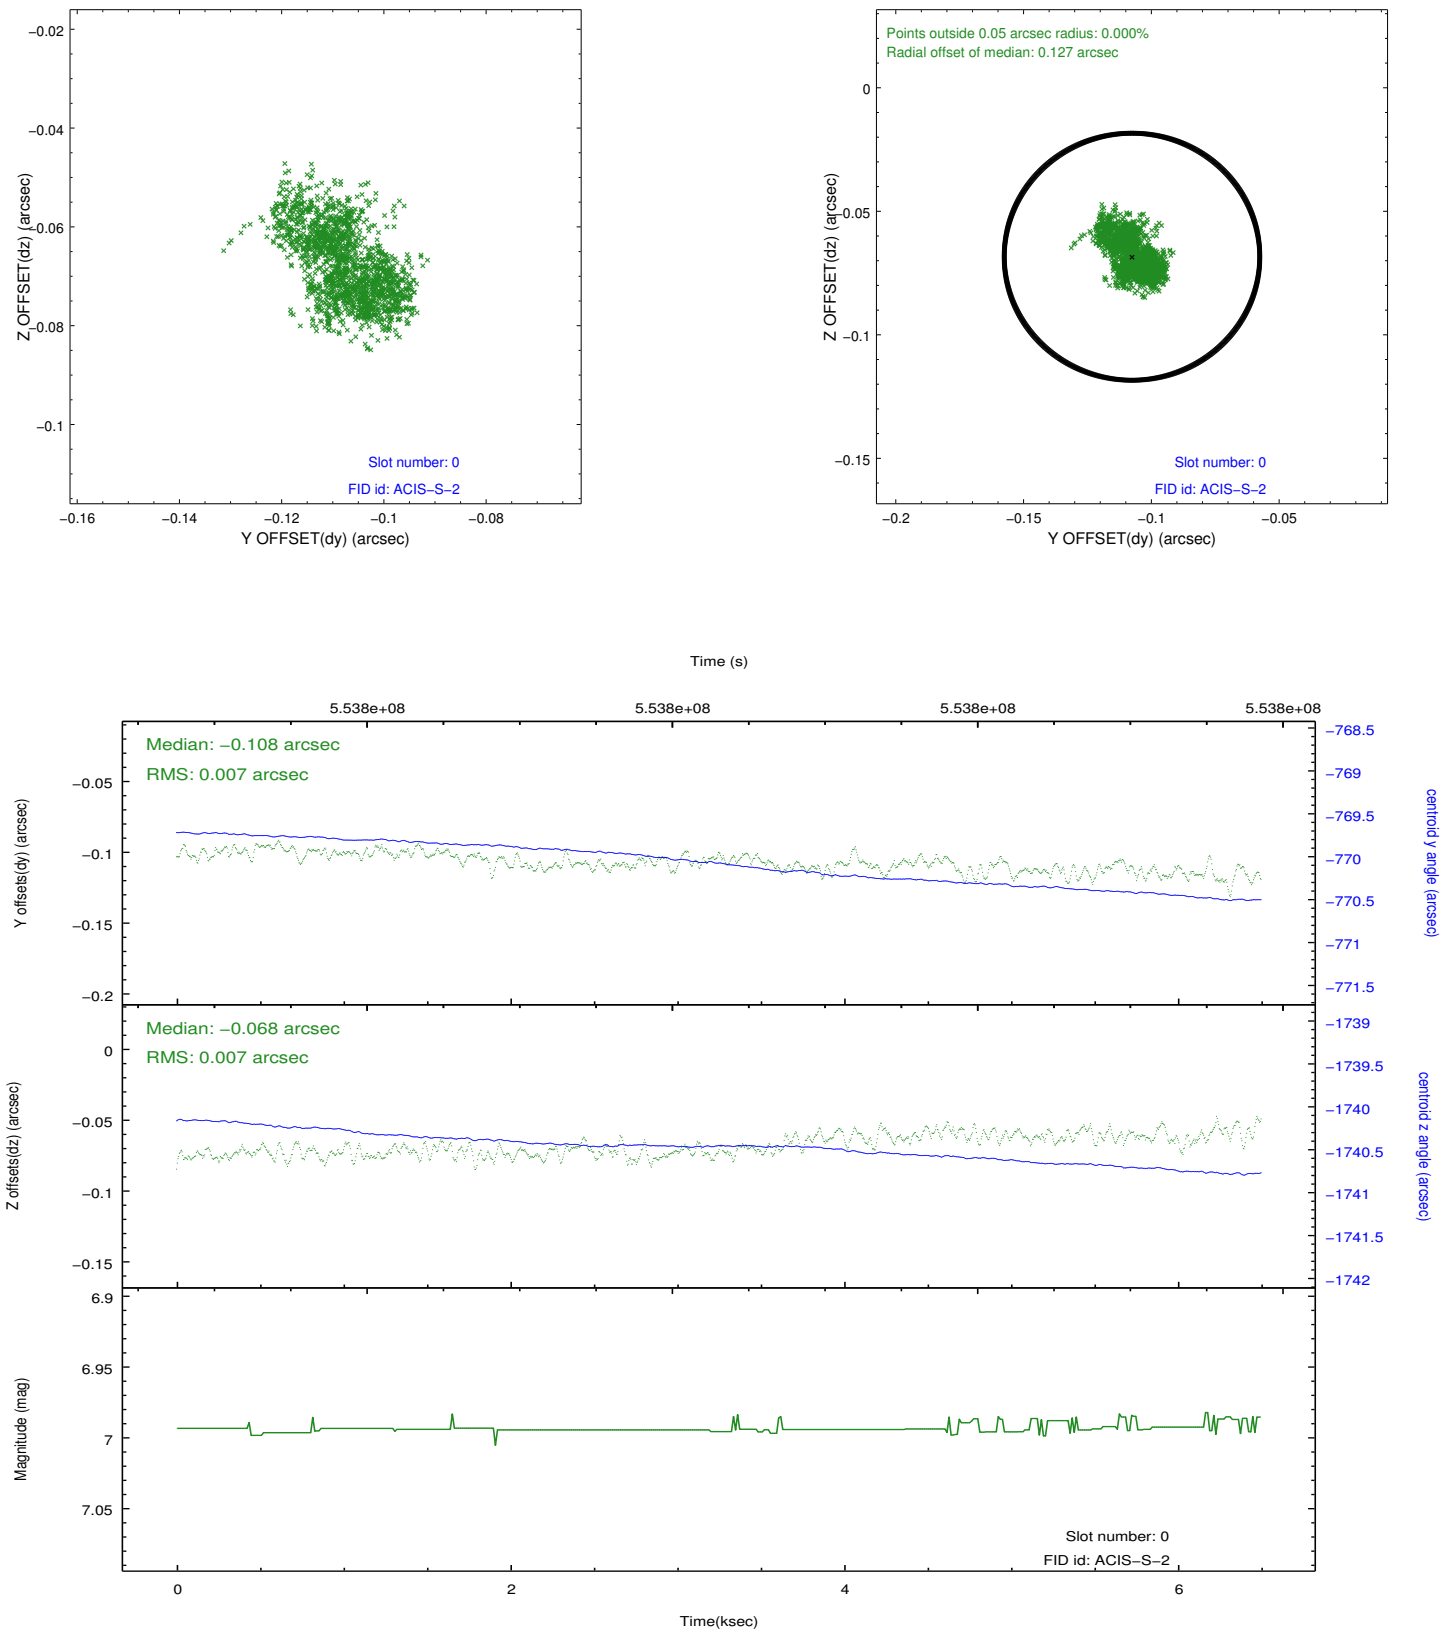 −0.02
−0.04
−0.06
−0.08
−0.1
Z OFFSET(dz) (arcsec)
Slot number: 0
FID id: ACIS−S−2
−0.16
−0.14
−0.12
−0.1
−0.08
Y OFFSET(dy) (arcsec)
Points outside 0.05 arcsec radius: 0.000%
Radial offset of median: 0.127 arcsec
0
−0.05
−0.1
−0.15
Z OFFSET(dz) (arcsec)
Slot number: 0
FID id: ACIS−S−2
−0.2
−0.15
−0.1
−0.05
Y OFFSET(dy) (arcsec)
Time (s)
5.538e+08
5.538e+08
5.538e+08
5.538e+08
Median: −0.108 arcsec
RMS: 0.007 arcsec
−0.05
−0.1
−0.15
−0.2
Y offsets(dy) (arcsec)
−768.5
−769
−769.5
−770
−770.5
−771
−771.5
centroid y angle (arcsec)
Median: −0.068 arcsec
RMS: 0.007 arcsec
0
−0.05
−0.1
−0.15
Z offsets(dz) (arcsec)
−1739
−1739.5
−1740
−1740.5
−1741
−1741.5
−1742
centroid z angle (arcsec)
6.9
6.95
7
7.05
Magnitude (mag)
Slot number: 0
FID id: ACIS−S−2
0
2
4
6
Time(ksec)